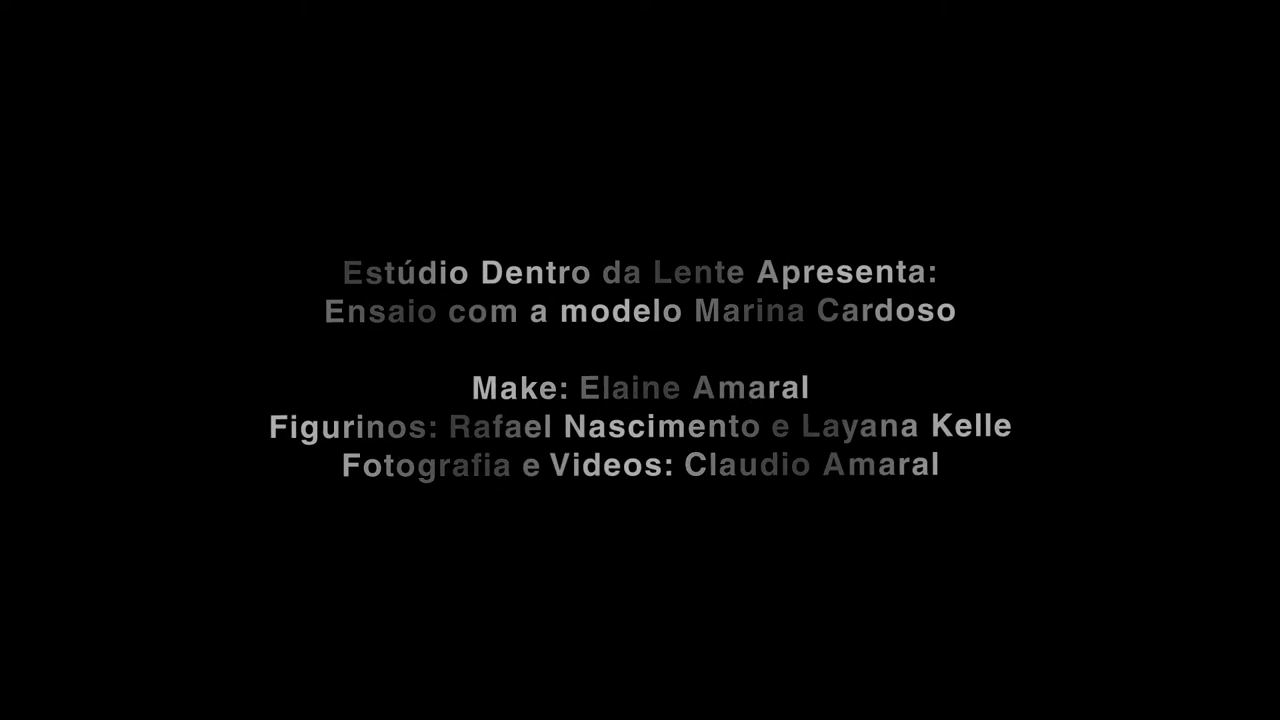 Estúdio Dentro da Lente Apresenta:
Ensaio com a modelo Marina Cardoso
Make: Elaine Amaral
Figurinos: Rafael Nascimento e Layana Kelle
Fotografia e Videos: Claudio Amaral